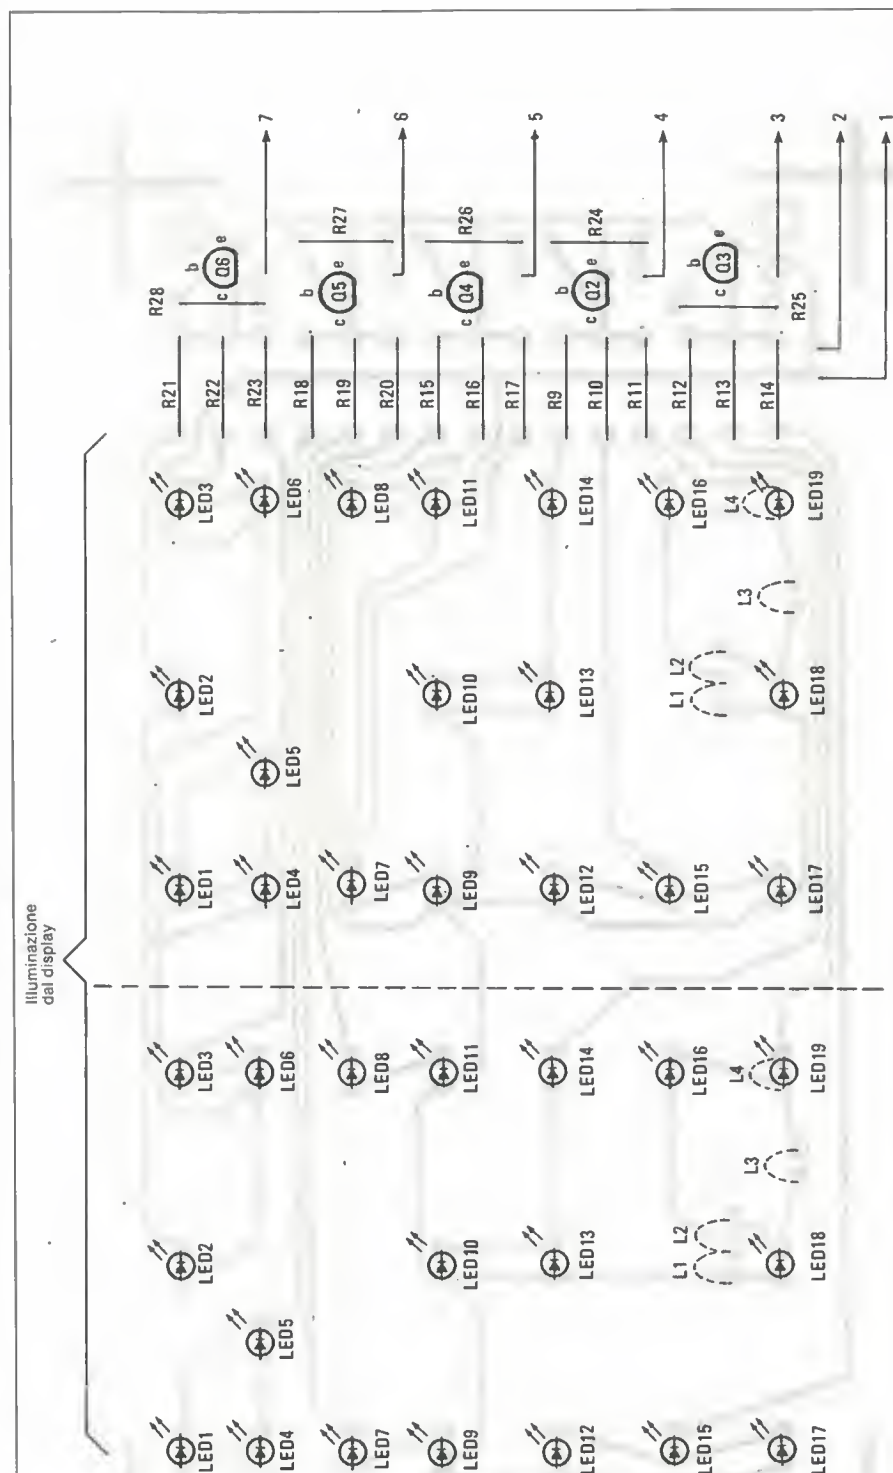 7
6
5
4
3
2
1
R28
b
c
Q6
e
b
c
Q5
e
R27
b
c
Q4
e
R26
b
c
Q2
e
R24
b
c
Q3
e
R25
R21
R22
R23
R18
R19
R20
R15
R16
R17
R9
R10
R11
R12
R13
R14
LED3
LED6
LED8
LED11
LED14
LED16
L4
LED19
L3
LED2
LED10
LED13
L1
L2
LED18
LED5
LED1
LED4
LED7
LED9
LED12
LED15
LED17
Illuminazione
dal display
LED3
LED6
LED8
LED11
LED14
LED16
L4
LED19
L3
LED2
LED10
LED13
L1
L2
LED18
LED5
LED1
LED4
LED7
LED9
LED12
LED15
LED17